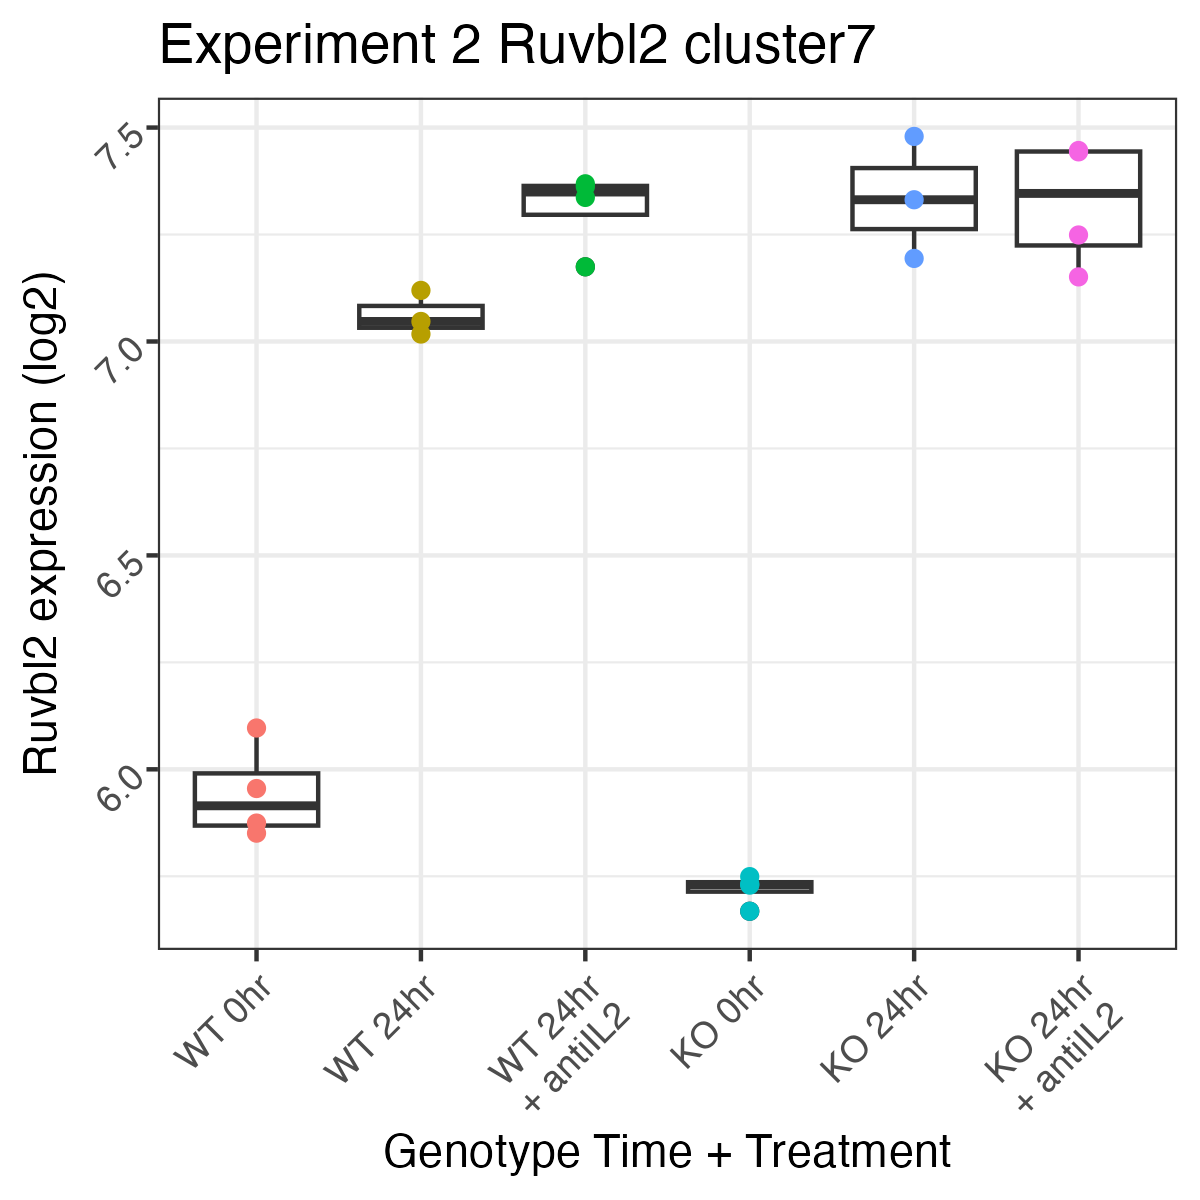 Experiment 2 Ruvbl2 cluster7
Ruvbl2 expression (log2)
7.5
7.0
6.5
6.0
WT 0hr
WT 24hr
WT 24hr
+ antiIL2
KO 0hr
KO 24hr
KO 24hr
+ antiIL2
Genotype Time + Treatment